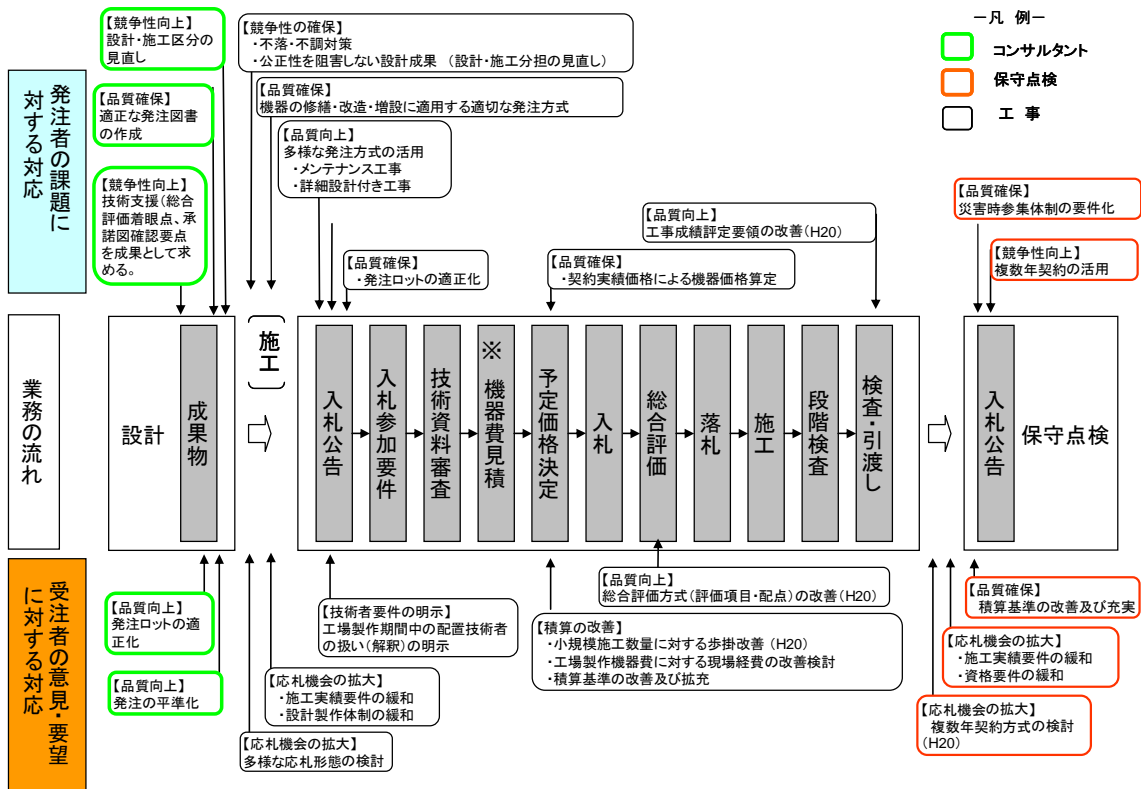 －凡 例－
コンサルタント
保守点検
工 事
発注者の課題に
対する対応
【競争性向上】
設計・施工区分の
見直し
【品質確保】
適正な発注図書
の作成
【競争性向上】
技術支援(総合
評価着眼点、承
諾図確認要点
を成果として求
める。
【競争性の確保】
・不落・不調対策
・公正性を阻害しない設計成果 （設計・施工分担の見直し）
【品質確保】
機器の修繕・改造・増設に適用する適切な発注方式
【品質向上】
多様な発注方式の活用
・メンテナンス工事
・詳細設計付き工事
【品質確保】
・発注ロットの適正化
【品質向上】
工事成績評定要領の改善(H20)
【品質確保】
・契約実績価格による機器価格算定
【品質確保】
災害時参集体制の要件化
【競争性向上】
複数年契約の活用
業務の流れ
設計
成果物
施工
入札公告
入札参加要件
技術資料審査
※ 機器費見積
予定価格決定
入札
総合評価
落札
施工
段階検査
検査・引渡し
入札公告
保守点検
受注者の意見・要望
に対する対応
【品質向上】
発注ロットの適
正化
【品質向上】
発注の平準化
【技術者要件の明示】
工場製作期間中の配置技術者
の扱い(解釈)の明示
【応札機会の拡大】
・施工実績要件の緩和
・設計製作体制の緩和
【応札機会の拡大】
多様な応札形態の検討
【品質向上】
総合評価方式(評価項目・配点)の改善(H20)
【積算の改善】
・小規模施工数量に対する歩掛改善(H20)
・工場製作機器費に対する現場経費の改善検討
・積算基準の改善及び拡充
【品質確保】
積算基準の改善及び充実
【応札機会の拡大】
・施工実績要件の緩和
・資格要件の緩和
【応札機会の拡大】
複数年契約方式の検討
(H20)